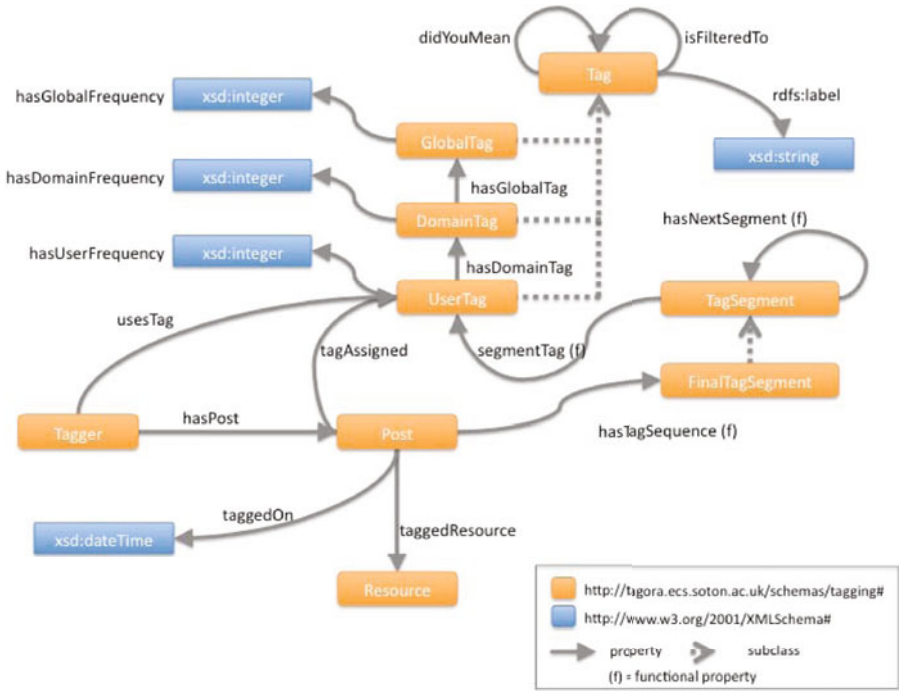 didYouMean
isFilteredTo
Tag
hasGlobalFrequency
xsd:integer
rdfs:label
GlobalTag
xsd:string
hasDomainFrequency
xsd:integer
hasGlobalTag
DomainTag
hasNextSegment (f)
hasUserFrequency
xsd:integer
hasDomainTag
UserTag
TagSegment
usesTag
tagAssigned
segmentTag (f)
FinalTagSegment
hasPost
Tagger
Post
hasTagSequence (f)
taggedOn
taggedResource
xsd:dateTime
Resource
http://tagora.ecs.soton.ac.uk/schemas/tagging#
http://www.w3.org/2001/XMLSchema#
property
subclass
(f) = functional property